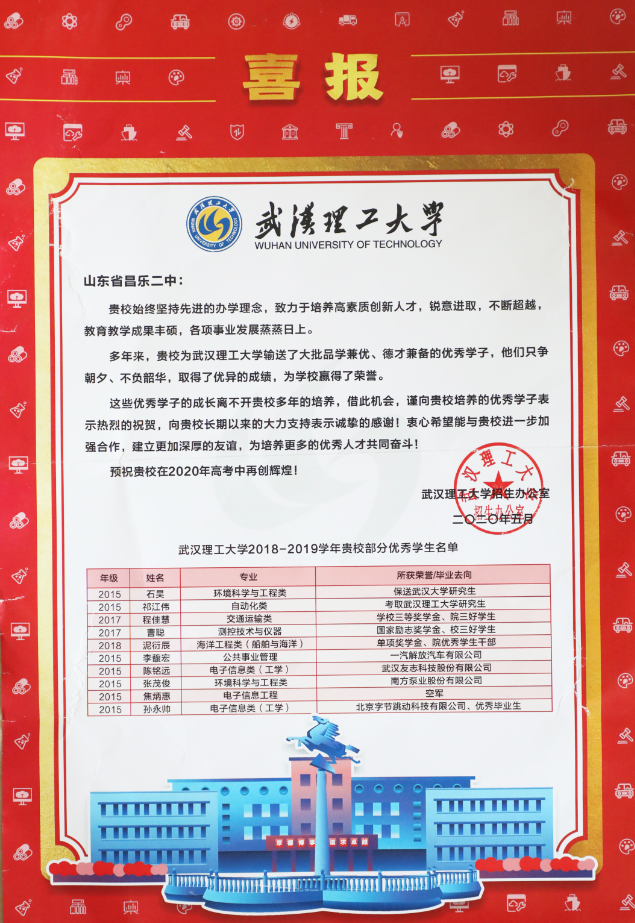 喜报
武汉理工大学
WUHAN UNIVERSITY OF TECHNOLOGY
山东省昌乐二中：
贵校始终坚持先进的办学理念，致力于培养高素质创新人才，锐意进取，不断超越，
教育教学成果丰硕，各项事业发展蒸蒸日上。
多年来，贵校为武汉理工大学输送了大批品学兼优、德才兼备的优秀学子，他们只争
朝夕、不负韶华，取得了优异的成绩，为学校赢得了荣誉。
这些优秀学子的成长离不开贵校多年的培养，借此机会，谨向贵校培养的优秀学子表
示热烈的祝贺，向贵校长期以来的大力支持表示诚挚的感谢！衷心希望能与贵校进一步加
强合作，建立更加深厚的友谊，为培养更多的优秀人才共同奋斗！
预祝贵校在2020年高考中再创辉煌！
武汉理工大学招生办公室
二〇二〇年五月
武汉理工大学2018-2019学年贵校部分优秀学生名单
年级 姓名 专业 所获荣誉/毕业去向
2015 石昊 环境科学与工程类 保送武汉大学研究生
2015 祁江伟 自动化类 考取武汉理工大学研究生
2017 程佳慧 交通运输类 学校三等奖学金、院三好学生
2017 曹聪 测控技术与仪器 国家励志奖学金、校三好学生
2018 泥衍辰 海洋工程类（船舶与海洋） 单项奖学金、院优秀学生干部
2015 李馥宏 公共事业管理 一汽解放汽车有限公司
2015 陈铭远 电子信息类（工学） 武汉友志科技股份有限公司
2015 张茂俊 环境科学与工程类 南方泵业股份有限公司
2015 焦炳惠 电子信息工程 空军
2015 孙永帅 电子信息类（工学） 北京字节跳动科技有限公司、优秀毕业生